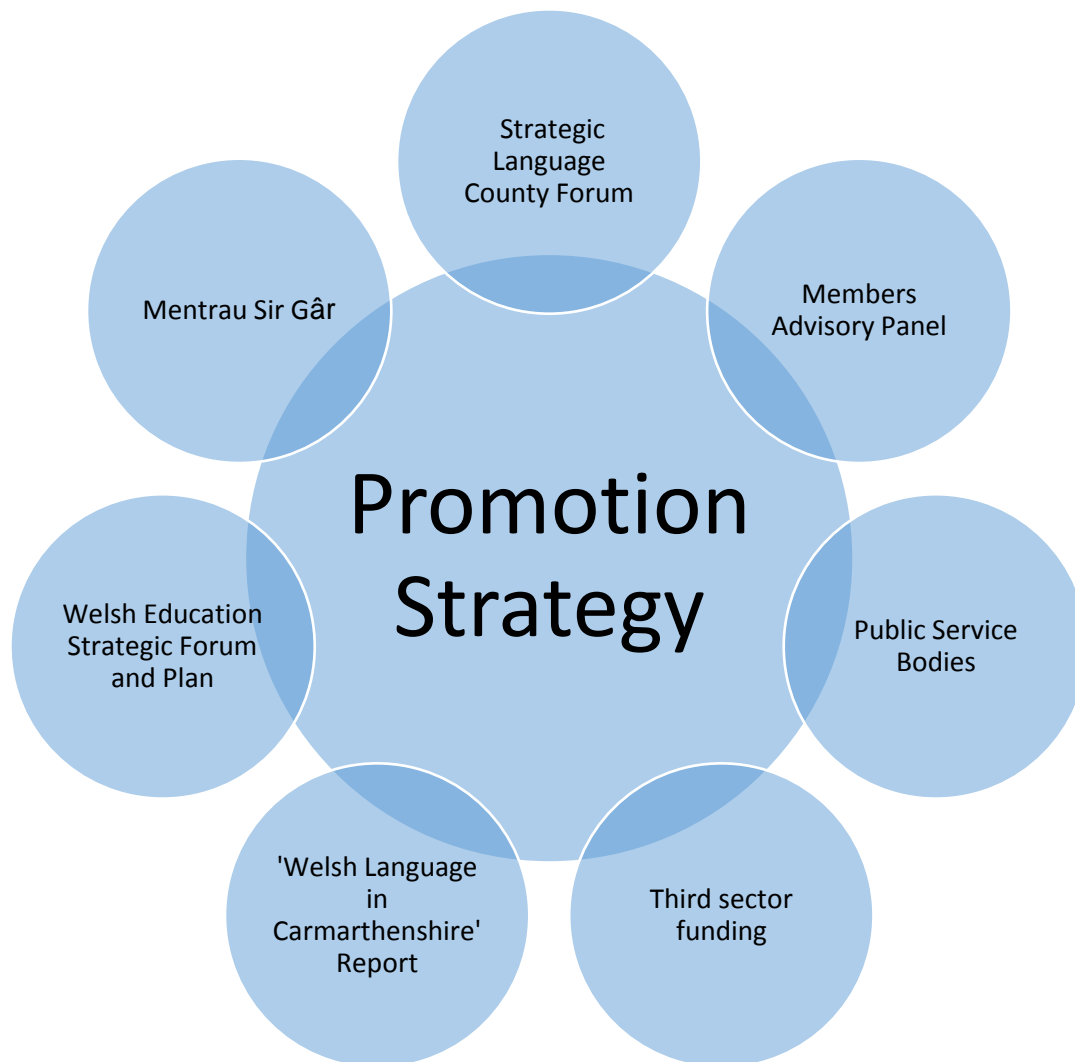 Strategic
Language
County Forum
Mentrau Sir Gâr
Members
Advisory Panel
Promotion
Strategy
Welsh Education
Strategic Forum
and Plan
Public Service
Bodies
'Welsh Language
in
Carmarthenshire'
Report
Third sector
funding